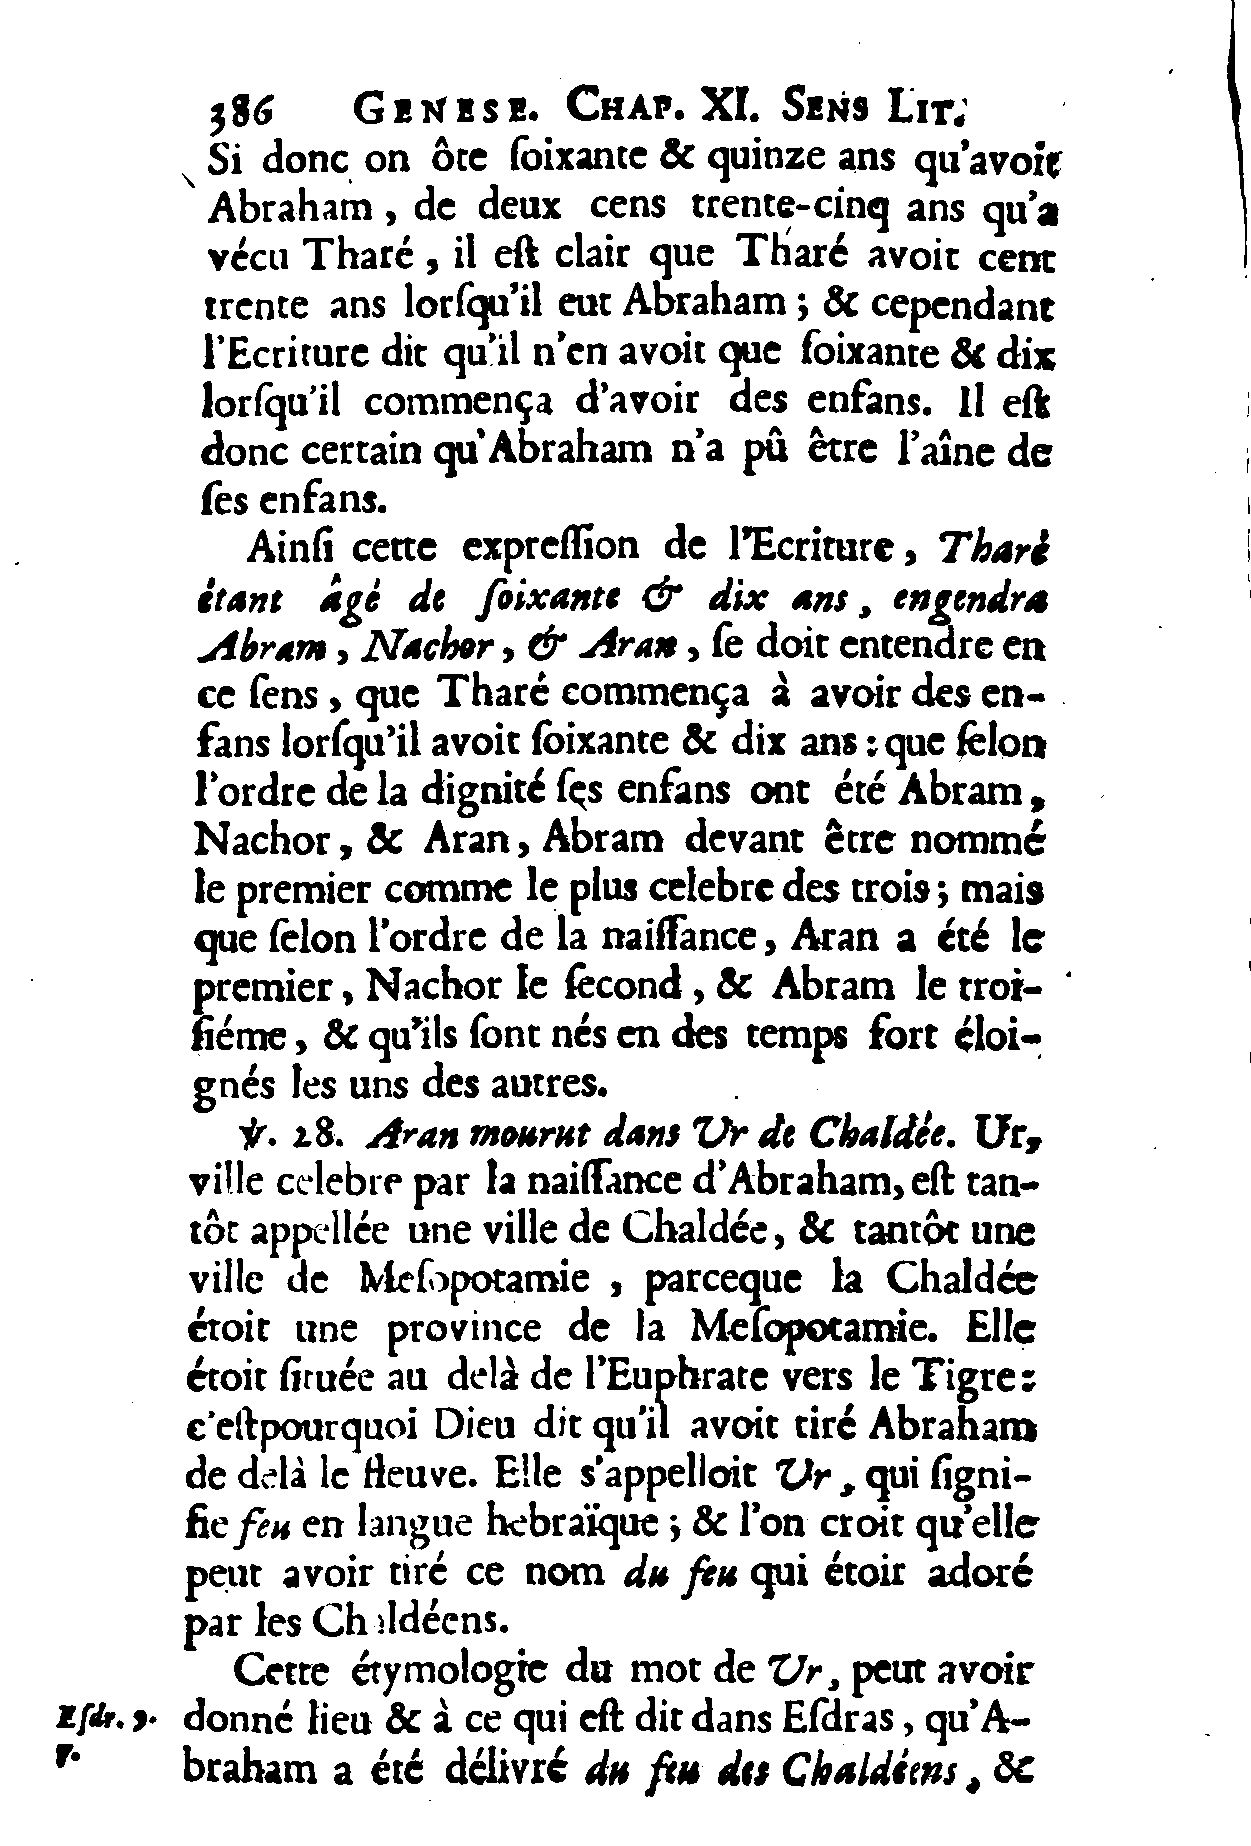 386 GENESE. CHAP. XI. SENS LIT.
Si donc on ôte ſoixante & quinze ans qu'avoit
Abraham , de deux cens trente-cinq ans qu'a
vécu Tharé , il eſt clair que Tharé avoit cent
trente ans lorſqu'il eut Abraham ; & cependant
l'Ecriture dit qu'il n'en avoit que ſoixante & dix
lorſqu'il commença d'avoir des enfans. Il eſt
donc certain qu'Abraham n'a pû être l'aîne de
ſes enfans.
Ainſi cette expreſſion de l'Ecriture , Tharé
étant âgé de ſoixante & dix ans , engendra
Abram , Nachor , & Aran , ſe doit entendre en
ce ſens , que Tharé commença à avoir des en-
fans lorſqu'il avoit ſoixante & dix ans : que ſelon
l'ordre de la dignité ſes enfans ont été Abram ,
Nachor , & Aran , Abram devant être nommé
le premier comme le plus celebre des trois ; mais
que ſelon l'ordre de la naiſſance, Aran a été le
premier , Nachor le ſecond , & Abram le troi-
ſiéme , & qu'ils ſont nés en des temps fort éloi-
gnés les uns des autres.
℣. 28. Aran mourut dans Ur de Chaldée. Ur,
ville celebre par la naiſſance d'Abraham, eſt tan-
tôt appellée une ville de Chaldée , & tantôt une
ville de Meſopotamie , parceque la Chaldée
étoit une province de la Meſopotamie. Elle
étoit ſituée au delà de l'Euphrate vers le Tigre :
c'eſtpourquoi Dieu dit qu'il avoit tiré Abraham
de delà le fleuve. Elle s'appelloit Ur , qui ſigni-
fie feu en langue hebraïque ; & l'on croit qu'elle
peut avoir tiré ce nom du feu qui étoit adoré
par les Chaldéens.
Cette étymologie du mot de Ur , peut avoir
Eſdr. 9. donné lieu & à ce qui eſt dit dans Eſdras , qu'A-
7. braham a été délivré du feu des Chaldéens , &